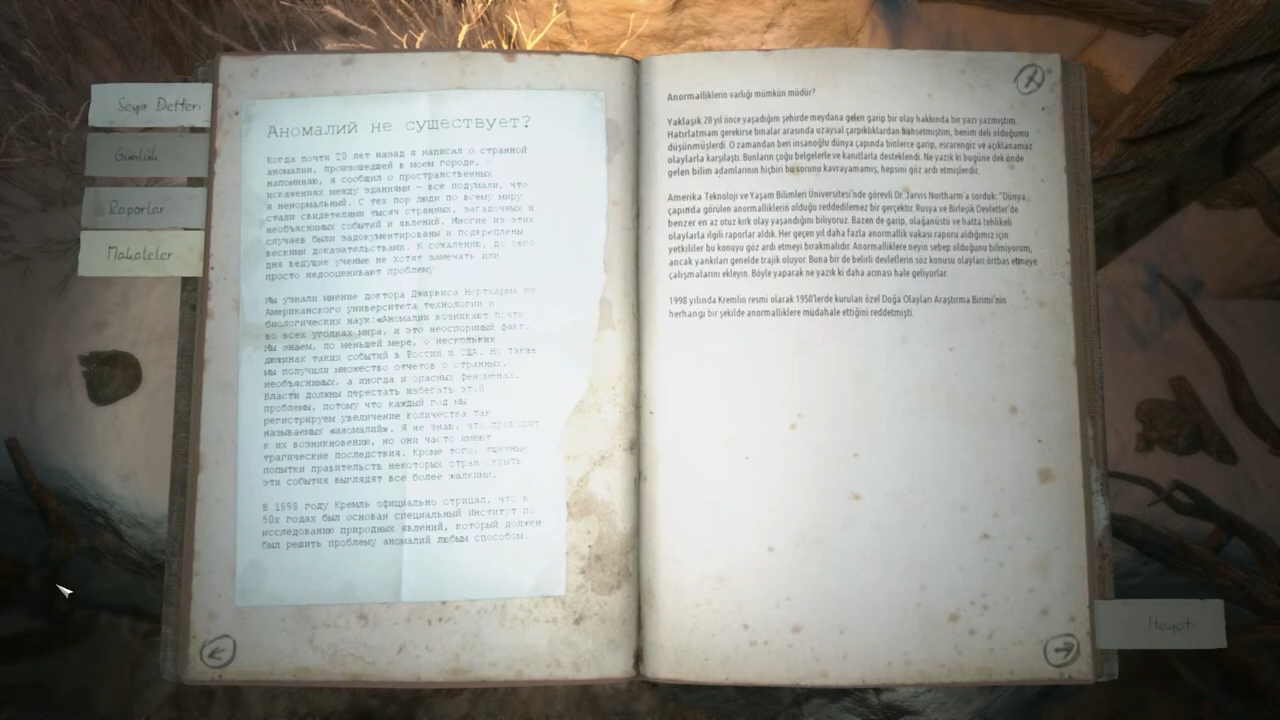 Seyir Defteri
Günlük
Raporlar
Makaleler
Аномалий не существует?
Когда почти 20 лет назад я написал о странной
аномалии, произошедшей в моем городе, —
напоминаю, я сообщил о пространственных
искажениях между зданиями — все подумали, что
я ненормальный. С тех пор люди по всему миру
стали свидетелями тысяч странных, загадочных и
необъяснимых событий и явлений. Многие из этих
случаев были задокументированы и подкреплены
вескими доказательствами. К сожалению, до сего
дня ведущие ученые не хотят замечать или
просто недооценивают проблему.
Мы узнали мнение доктора Джарвиса Нортхарма из
Американского университета технологии и
биологических наук:«Аномалии возникают почти
во всех уголках мира, и это неоспоримый факт.
Мы знаем, по меньшей мере, о нескольких
дюжинах таких событий в России и США. Но также
мы получили множество отчетов о странных,
необъяснимых, а иногда и опасных феноменах.
Власти должны перестать избегать этой
проблемы, потому что каждый год мы
регистрируем увеличение количества так
называемых «аномалий». Я не знаю, что приводит
к их возникновению, но они часто имеют
трагические последствия. Кроме того, тщетные
попытки правительств некоторых стран скрыть
эти события выглядят все более жалкими.
В 1998 году Кремль официально отрицал, что в
50х годах был основан специальный Институт по
исследованию природных явлений, который должен
был решить проблему аномалий любым способом.
Anormalliklerin varlığı mümkün müdür?
Yaklaşık 20 yıl önce yaşadığım şehirde meydana gelen garip bir olay hakkında bir yazı yazmıştım.
Hatırlatmam gerekirse binalar arasında uzaysal çarpıklıklardan bahsetmiştim, benim deli olduğumu
düşünmüşlerdi. O zamandan beri insanoğlu dünya çapında binlerce garip, esrarengiz ve açıklanamaz
olaylarla karşılaştı. Bunların çoğu belgelerle ve kanıtlarla desteklendi. Ne yazık ki bugüne dek önde
gelen bilim adamlarının hiçbiri bu sorunu kavrayamamış, hepsini göz ardı etmişlerdir.
Amerika Teknoloji ve Yaşam Bilimleri Üniversitesi'nde görevli Dr. Jarvis Northarm'a sorduk: "Dünya
çapında görülen anormalliklerin olduğu reddedilemez bir gerçektir. Rusya ve Birleşik Devletler'de
benzer en az otuz kırk olay yaşandığını biliyoruz. Bazen de garip, olağanüstü ve hatta tehlikeli
olaylarla ilgili raporlar aldık. Her geçen yıl daha fazla anormallik vakası raporu aldığımız için
yetkililer bu konuyu göz ardı etmeyi bırakmalıdır. Anormalliklere neyin sebep olduğunu bilmiyorum,
ancak yankıları genelde trajik oluyor. Buna bir de belirli devletlerin söz konusu olayları örtbas etmeye
çalışmalarını ekleyin. Böyle yaparak ne yazık ki daha acınası hale geliyorlar.
1998 yılında Kremlin resmi olarak 1950'lerde kurulan özel Doğa Olayları Araştırma Birimi'nin
herhangi bir şekilde anormalliklere müdahale ettiğini reddetmişti.
Hayati